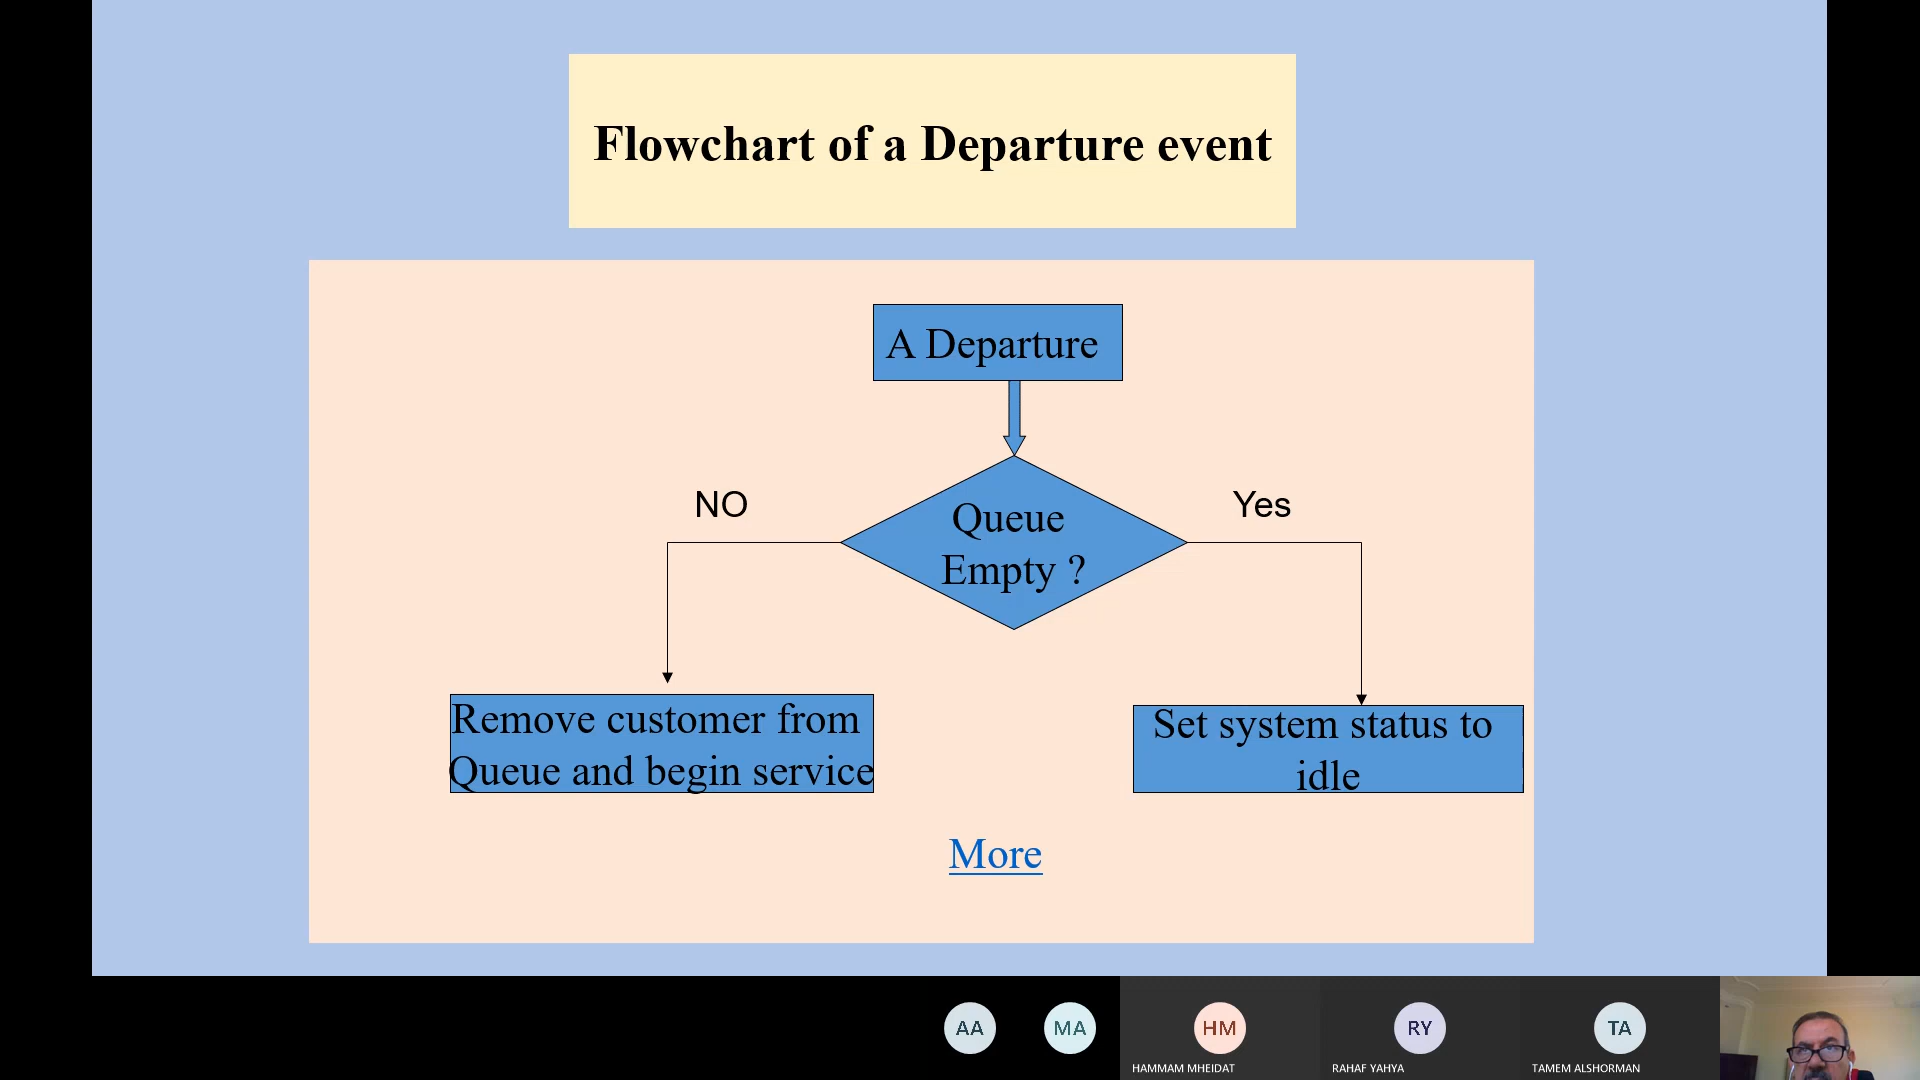 Flowchart of a Departure event
A Departure
NO
Yes
Queue
Empty ?
Remove customer from
Queue and begin service
Set system status to
idle
More
AA
MA
HM
RY
TA
HAMMAM MHEIDAT
RAHAF YAHYA
TAMEM ALSHORMAN